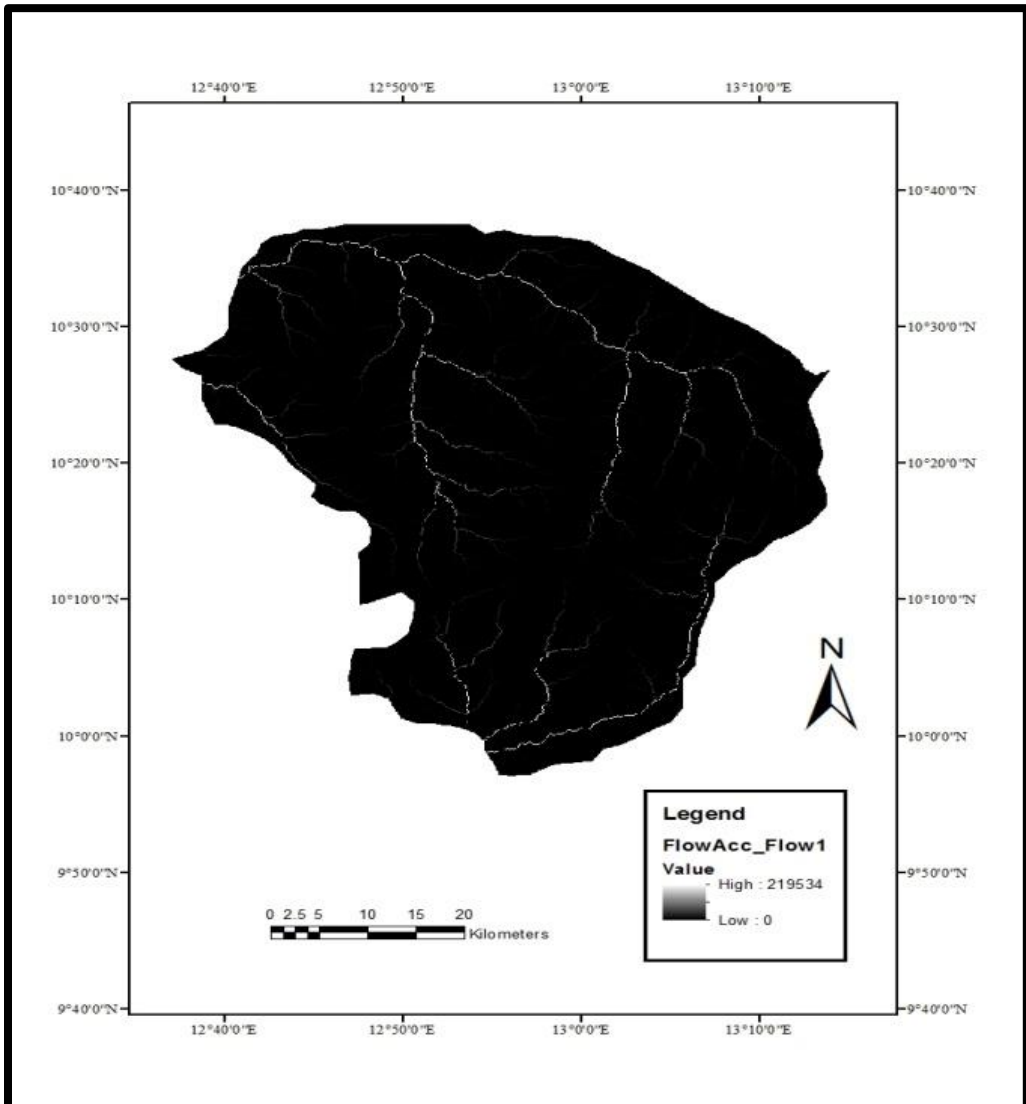 12°40'0"E 12°50'0"E 13°0'0"E 13°10'0"E
10°40'0"N 10°40'0"N
10°30'0"N 10°30'0"N
10°20'0"N 10°20'0"N
10°10'0"N 10°10'0"N
N
10°0'0"N 10°0'0"N
Legend
FlowAcc_Flow1
Value
High : 219534
Low : 0
9°50'0"N 9°50'0"N
0 2.5 5 10 15 20
Kilometers
9°40'0"N 9°40'0"N
12°40'0"E 12°50'0"E 13°0'0"E 13°10'0"E